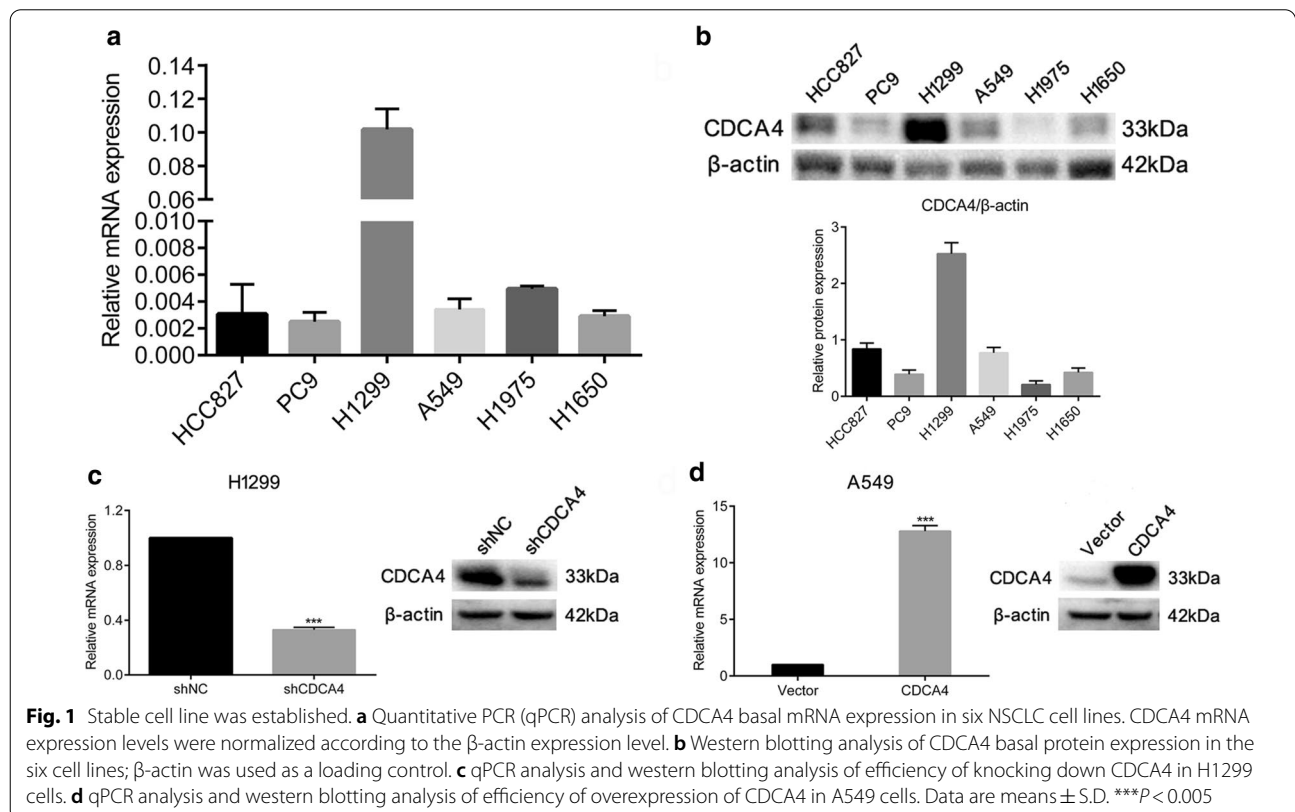 a
Relative mRNA expression
0.14
0.12
0.10
0.08
0.06
0.010
0.008
0.006
0.004
0.002
0.000
HCC827
PC9
H1299
A549
H1975
H1650
b
HCC827
PC9
H1299
A549
H1975
H1650
CDCA4
33kDa
β-actin
42kDa
CDCA4/β-actin
Relative protein expression
3
2
1
0
HCC827
PC9
H1299
A549
H1975
H1650
c
H1299
Relative mRNA expression
1.2
0.8
0.4
0.0
***
shNC
shCDCA4
shNC
shCDCA4
CDCA4
33kDa
β-actin
42kDa
d
A549
Relative mRNA expression
15
10
5
0
***
Vector
CDCA4
Vector
CDCA4
CDCA4
33kDa
β-actin
42kDa
Fig. 1 Stable cell line was established. a Quantitative PCR (qPCR) analysis of CDCA4 basal mRNA expression in six NSCLC cell lines. CDCA4 mRNA
expression levels were normalized according to the β-actin expression level. b Western blotting analysis of CDCA4 basal protein expression in the
six cell lines; β-actin was used as a loading control. c qPCR analysis and western blotting analysis of efficiency of knocking down CDCA4 in H1299
cells. d qPCR analysis and western blotting analysis of efficiency of overexpression of CDCA4 in A549 cells. Data are means ± S.D. ***P < 0.005